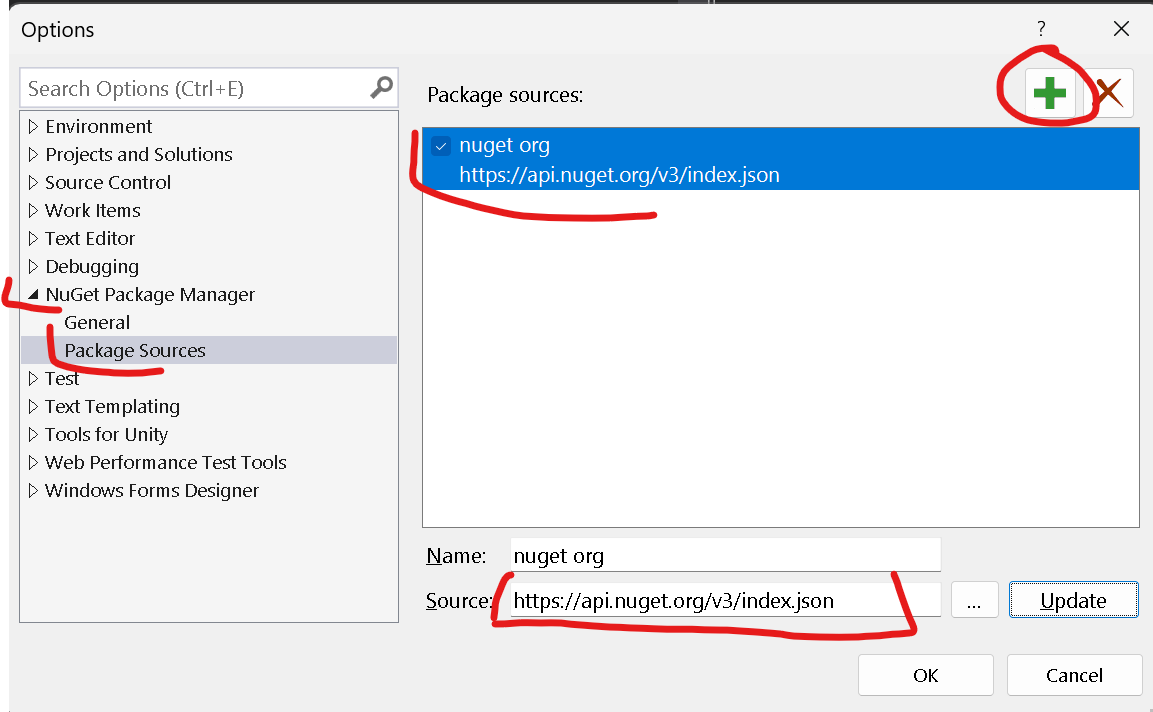 Options
?
Search Options (Ctrl+E)
Environment
Projects and Solutions
Source Control
Work Items
Text Editor
Debugging
NuGet Package Manager
General
Package Sources
Test
Text Templating
Tools for Unity
Web Performance Test Tools
Windows Forms Designer
Package sources:
nuget org
https://api.nuget.org/v3/index.json
Name: nuget org
Source: https://api.nuget.org/v3/index.json ... Update
OK Cancel